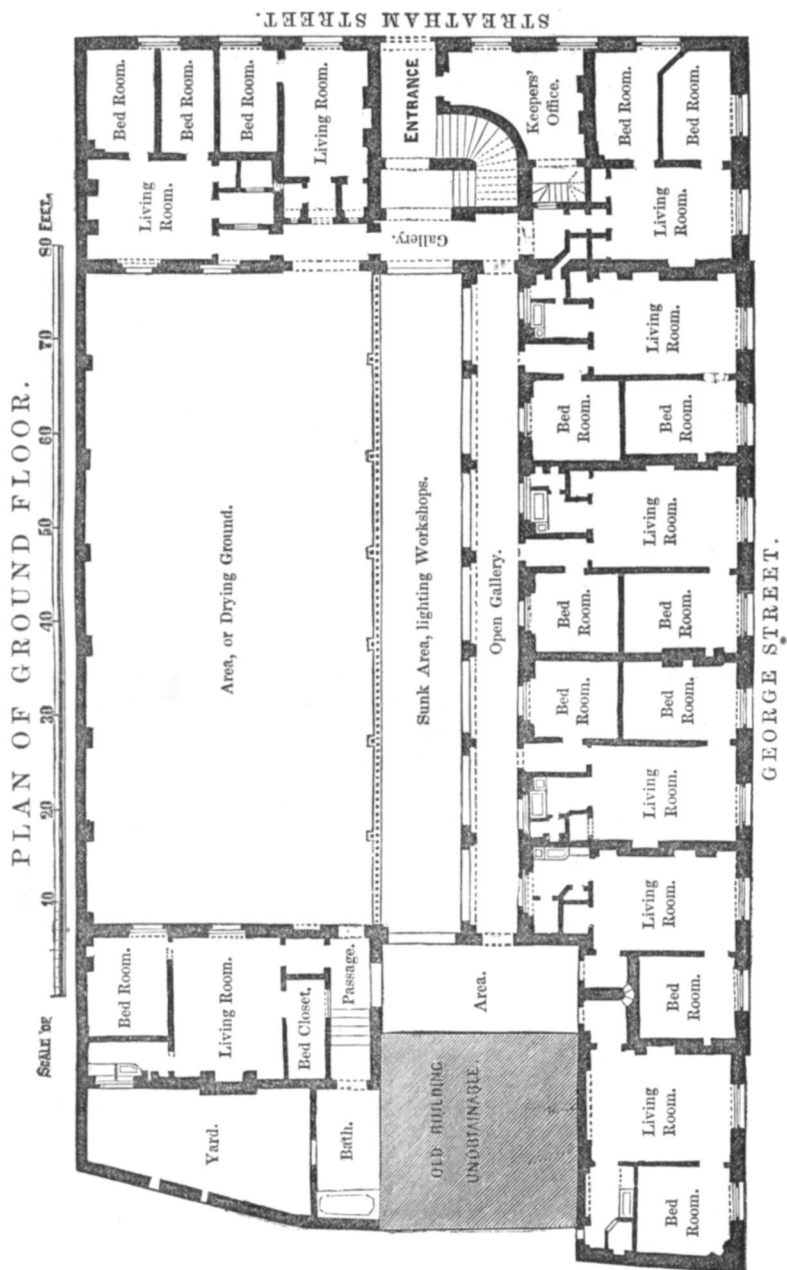 PLAN OF GROUND FLOOR.
SCALE OF
10
20
30
40
50
60
70
80 FEET.
STREATHAM STREET.
GEORGE STREET.
Bed Room.
Bed Room.
Bed Room.
Living
Room.
Living Room.
ENTRANCE
Keepers'
Office.
Bed Room.
Bed Room.
Living
Room.
Gallery.
Area, or Drying Ground.
Sunk Area, lighting Workshops.
Open Gallery.
Living
Room.
Bed
Room.
Bed
Room.
Living
Room.
Bed
Room.
Bed
Room.
Bed
Room.
Bed
Room.
Living
Room.
Living
Room.
Bed
Room.
Living
Room.
Bed
Room.
Bed Room.
Living Room.
Bed Closet.
Passage.
Area.
Yard.
Bath.
OLD BUILDING
UNOBTAINABLE.